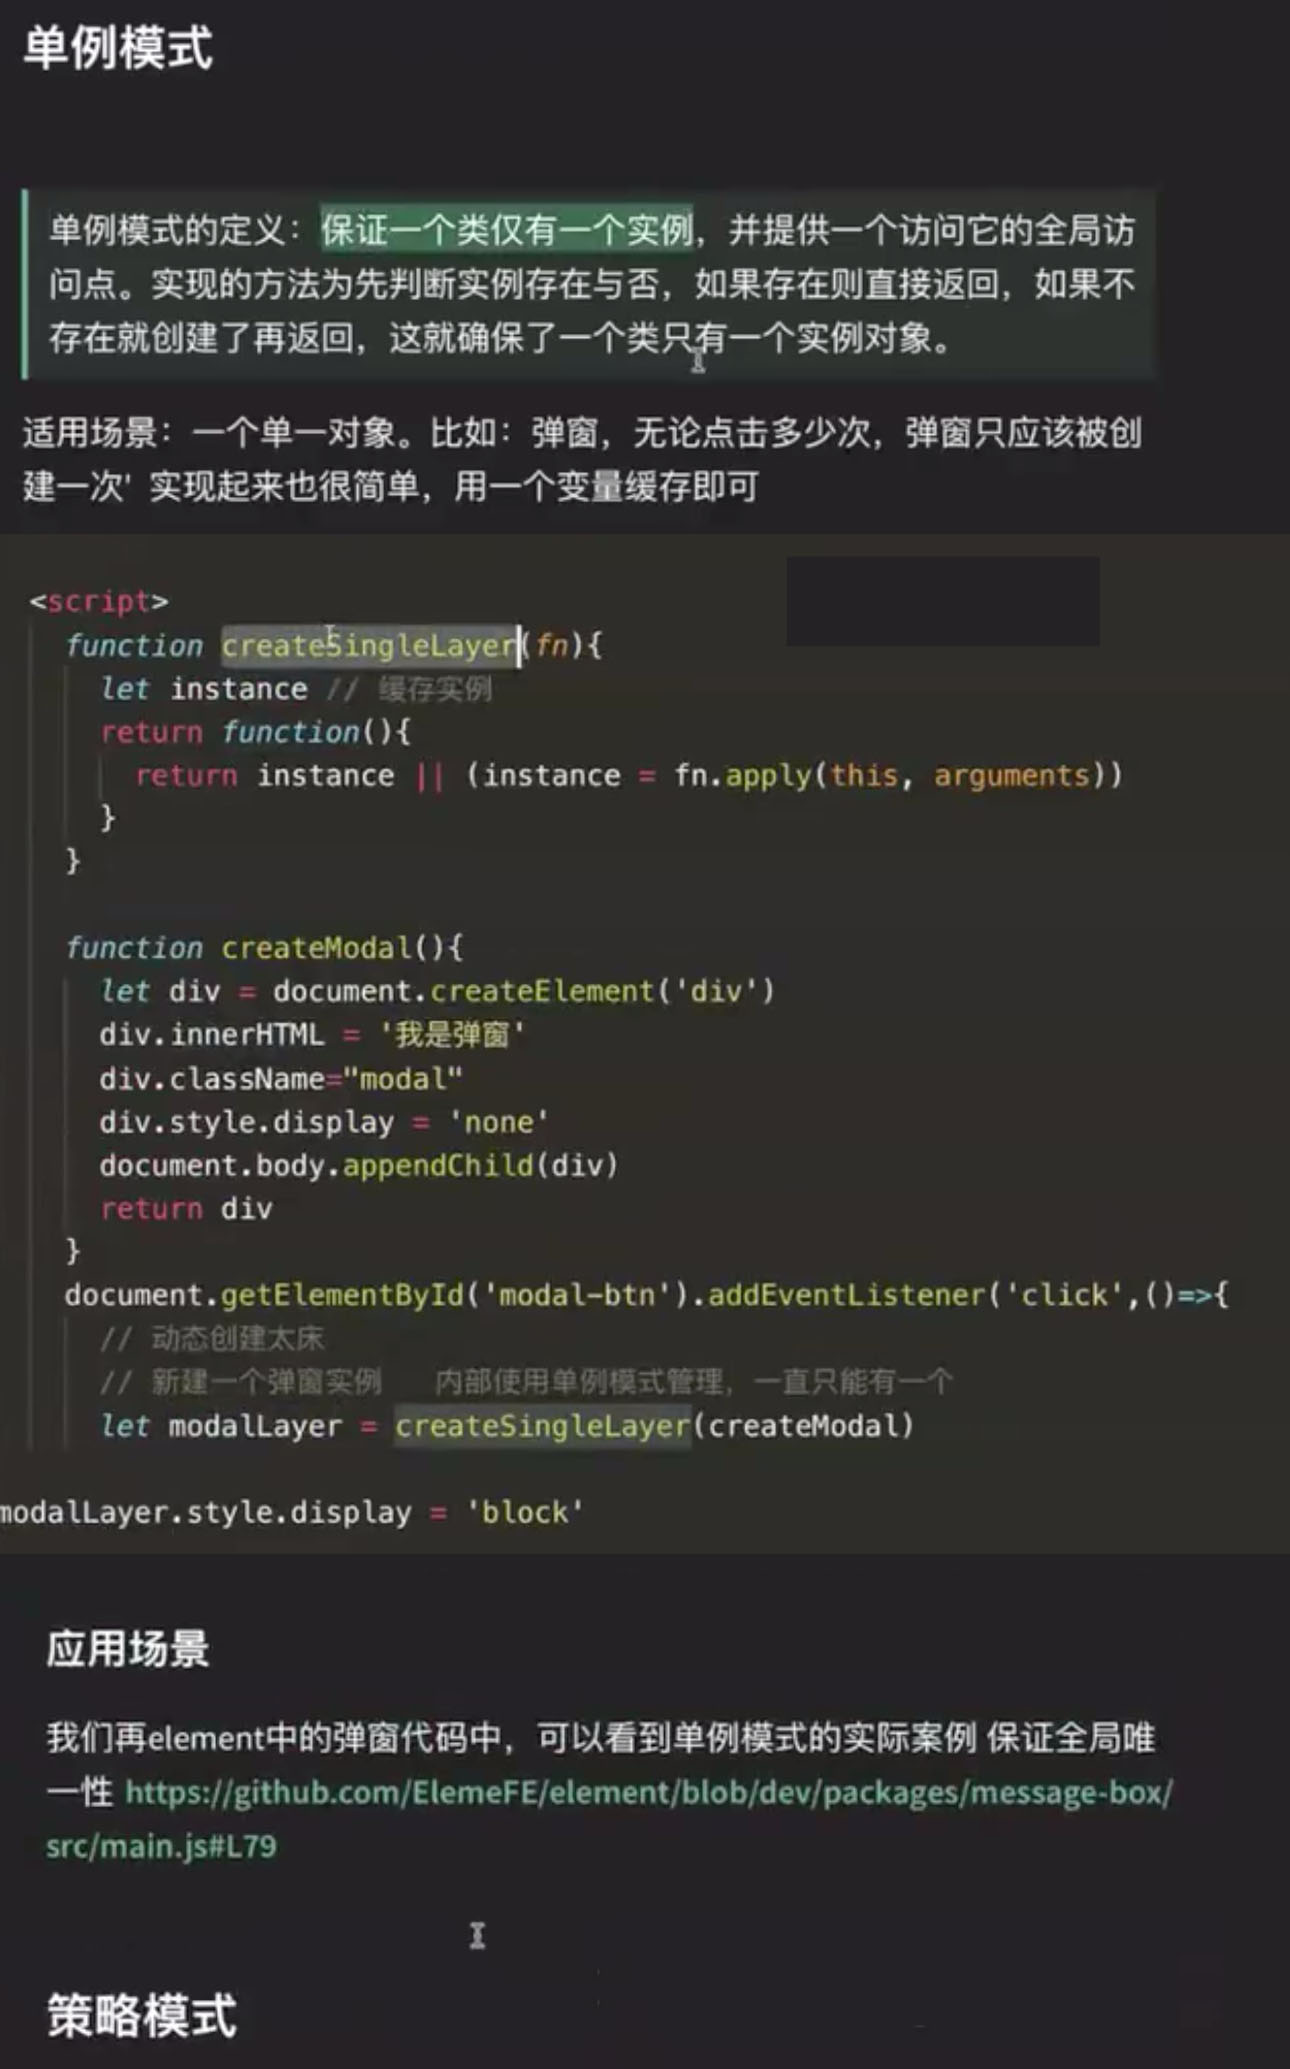 单例模式
单例模式的定义：保证一个类仅有一个实例，并提供一个访问它的全局访
问点。实现的方法为先判断实例存在与否，如果存在则直接返回，如果不
存在就创建了再返回，这就确保了一个类只有一个实例对象。
适用场景：一个单一对象。比如：弹窗，无论点击多少次，弹窗只应该被创
建一次' 实现起来也很简单，用一个变量缓存即可
<script>
function createSingleLayer(fn){
let instance // 缓存实例
return function(){
return instance || (instance = fn.apply(this, arguments))
}
}
function createModal(){
let div = document.createElement('div')
div.innerHTML = '我是弹窗'
div.className="modal"
div.style.display = 'none'
document.body.appendChild(div)
return div
}
document.getElementById('modal-btn').addEventListener('click',()=>{
// 动态创建太床
// 新建一个弹窗实例 内部使用单例模式管理，一直只能有一个
let modalLayer = createSingleLayer(createModal)
modalLayer.style.display = 'block'
应用场景
我们再element中的弹窗代码中，可以看到单例模式的实际案例 保证全局唯
一性 https://github.com/ElemeFE/element/blob/dev/packages/message-box/
src/main.js#L79
策略模式